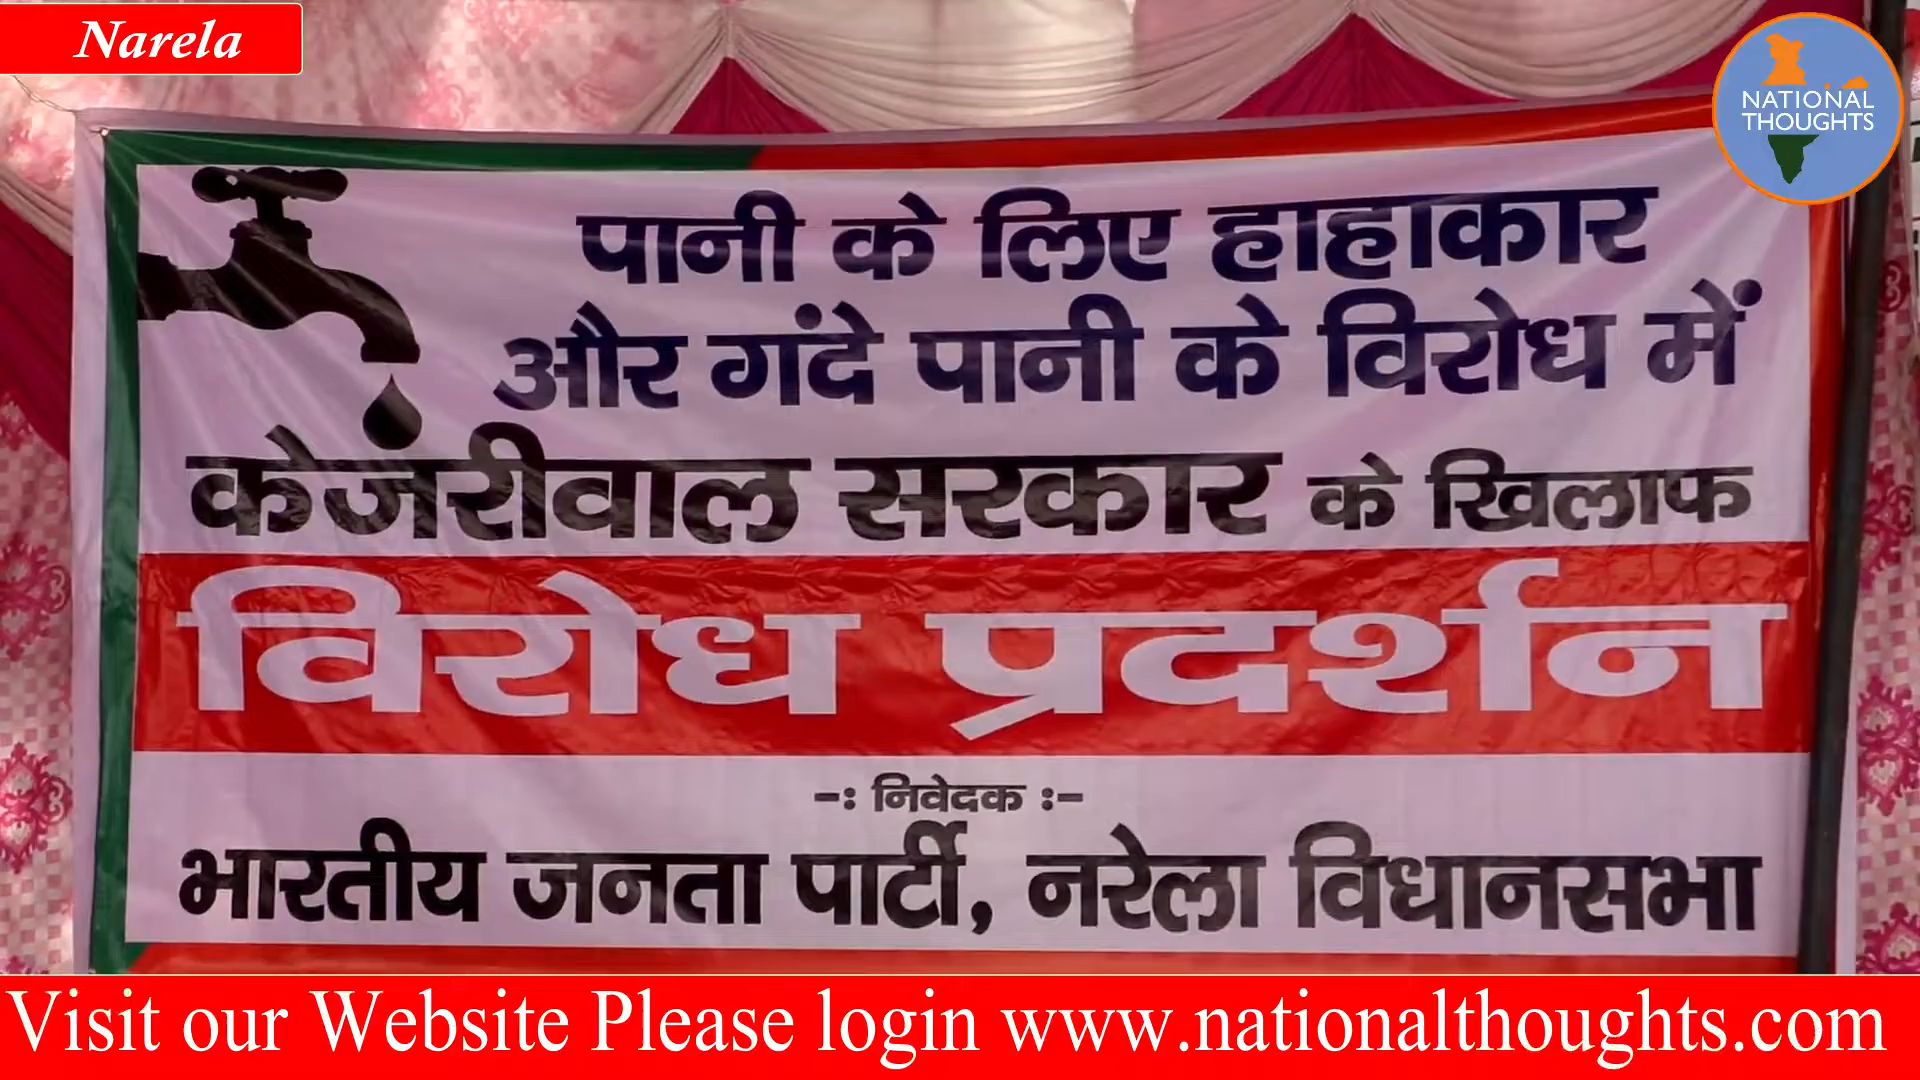 Narela
NATIONAL
THOUGHTS
पानी के लिए हाहाकार
और गंदे पानी के विरोध में
केजरीवाल सरकार के खिलाफ
विरोध प्रदर्शन
-: निवेदक :-
भारतीय जनता पार्टी, नरेला विधानसभा
Visit our Website Please login www.nationalthoughts.com